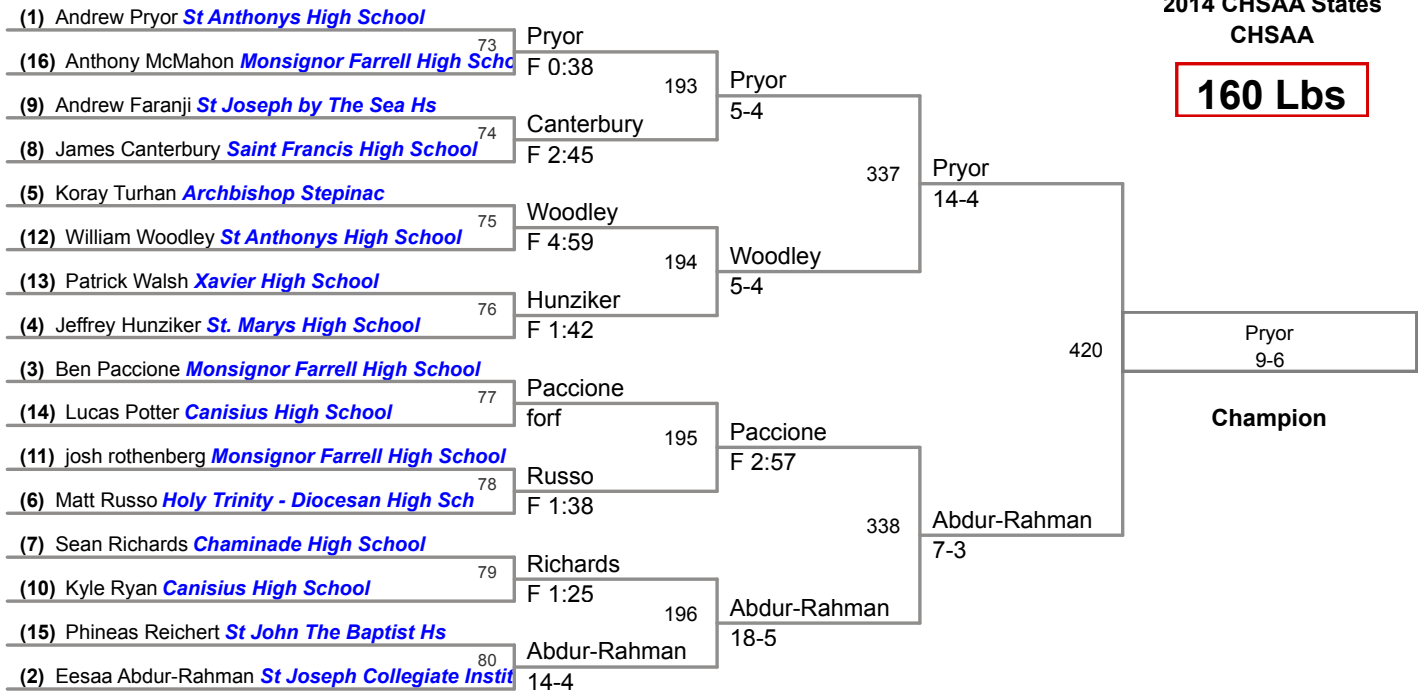 2014 CHSAA States
CHSAA
160 Lbs
(1) Andrew Pryor St Anthonys High School
73
(16) Anthony McMahon Monsignor Farrell High Scho
Pryor
F 0:38
(9) Andrew Faranji St Joseph by The Sea Hs
74
(8) James Canterbury Saint Francis High School
Canterbury
F 2:45
193
Pryor
5-4
(5) Koray Turhan Archbishop Stepinac
75
(12) William Woodley St Anthonys High School
Woodley
F 4:59
(13) Patrick Walsh Xavier High School
76
(4) Jeffrey Hunziker St. Marys High School
Hunziker
F 1:42
194
Woodley
5-4
337
Pryor
14-4
(3) Ben Paccione Monsignor Farrell High School
77
(14) Lucas Potter Canisius High School
Paccione
forf
(11) josh rothenberg Monsignor Farrell High School
78
(6) Matt Russo Holy Trinity - Diocesan High Sch
Russo
F 1:38
195
Paccione
F 2:57
(7) Sean Richards Chaminade High School
79
(10) Kyle Ryan Canisius High School
Richards
F 1:25
(15) Phineas Reichert St John The Baptist Hs
80
(2) Eesaa Abdur-Rahman St Joseph Collegiate Instit
Abdur-Rahman
14-4
196
Abdur-Rahman
18-5
338
Abdur-Rahman
7-3
420
Pryor
9-6
Champion